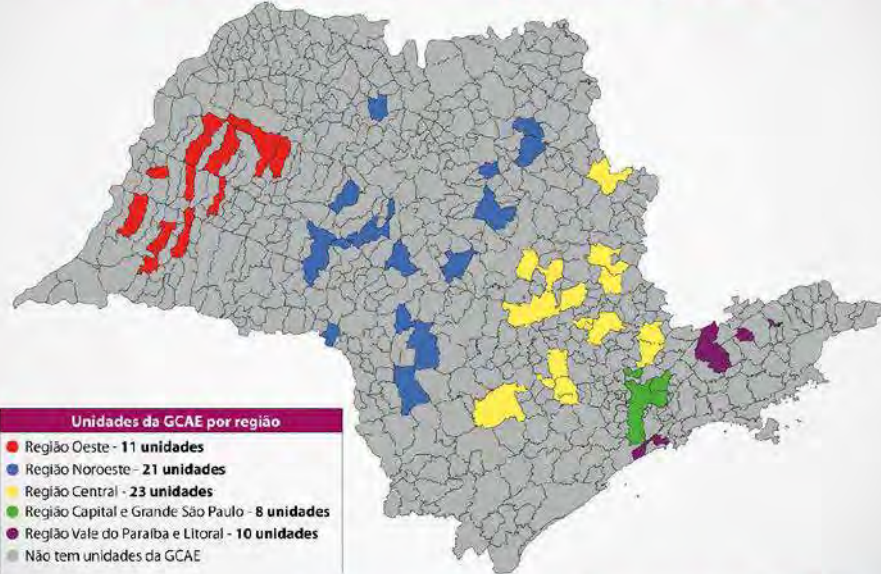 Unidades da GCAE por região
Região Oeste - 11 unidades
Região Noroeste - 21 unidades
Região Central - 23 unidades
Região Capital e Grande São Paulo - 8 unidades
Região Vale do Paraíba e Litoral - 10 unidades
Não tem unidades da GCAE